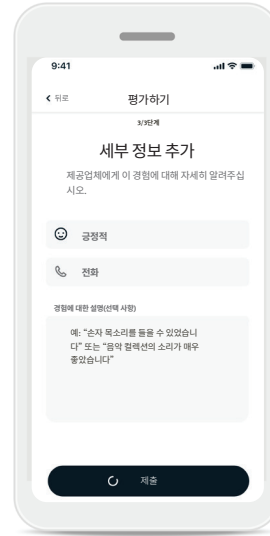 9:41
뒤로
평가하기
3/3단계
세부 정보 추가
제공업체에게 이 경험에 대해 자세히 알려주십
시오.
긍정적
전화
경험에 대한 설명(선택 사항)
예: “손자 목소리를 들을 수 있었습니
다” 또는 “음악 컬렉션의 소리가 매우
좋았습니다”
제출